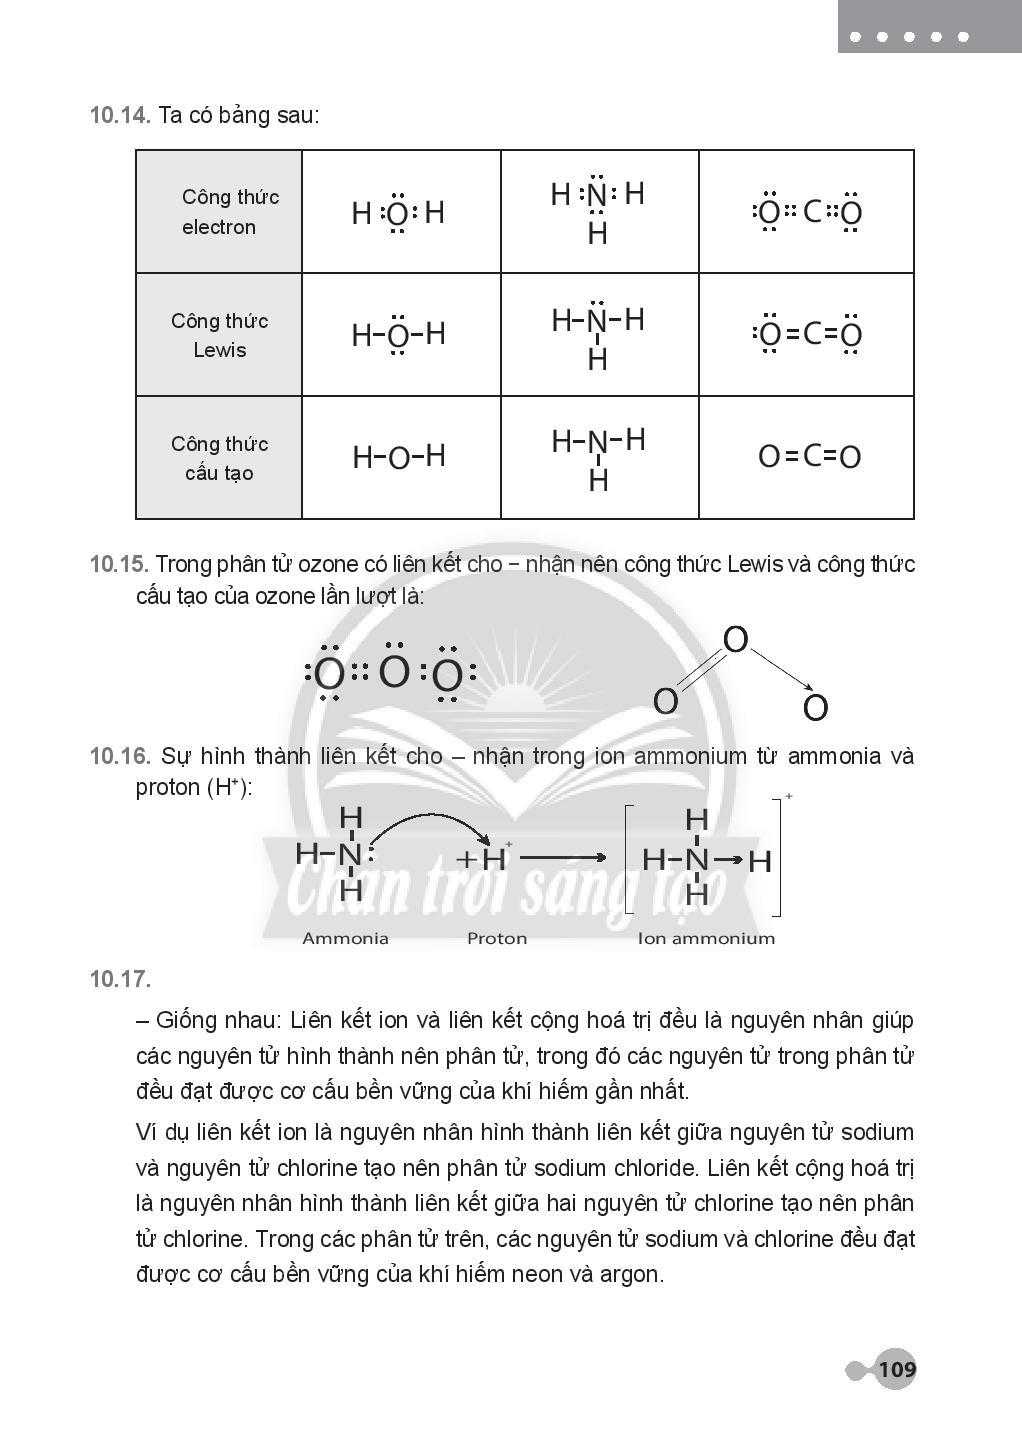 10.14. Ta có bảng sau:
Công thức electron
H :Ö: H
H :N: H
H
:O:: C ::O
Công thức Lewis
H–O–H
H–N–H
H
:O=C=O
Công thức cấu tạo
H–O–H
H–N–H
H
O=C=O
10.15. Trong phân tử ozone có liên kết cho – nhận nên công thức Lewis và công thức
cấu tạo của ozone lần lượt là:
:O:: O :O:
O
O
O
10.16. Sự hình thành liên kết cho – nhận trong ion ammonium từ ammonia và
proton (H⁺):
H
H–N:
H
+H⁺
H
H–N→H
H
+
Chân trời sáng tạo
Ammonia Proton Ion ammonium
10.17.
– Giống nhau: Liên kết ion và liên kết cộng hoá trị đều là nguyên nhân giúp
các nguyên tử hình thành nên phân tử, trong đó các nguyên tử trong phân tử
đều đạt được cơ cấu bền vững của khí hiếm gần nhất.
Ví dụ liên kết ion là nguyên nhân hình thành liên kết giữa nguyên tử sodium
và nguyên tử chlorine tạo nên phân tử sodium chloride. Liên kết cộng hoá trị
là nguyên nhân hình thành liên kết giữa hai nguyên tử chlorine tạo nên phân
tử chlorine. Trong các phân tử trên, các nguyên tử sodium và chlorine đều đạt
được cơ cấu bền vững của khí hiếm neon và argon.
109